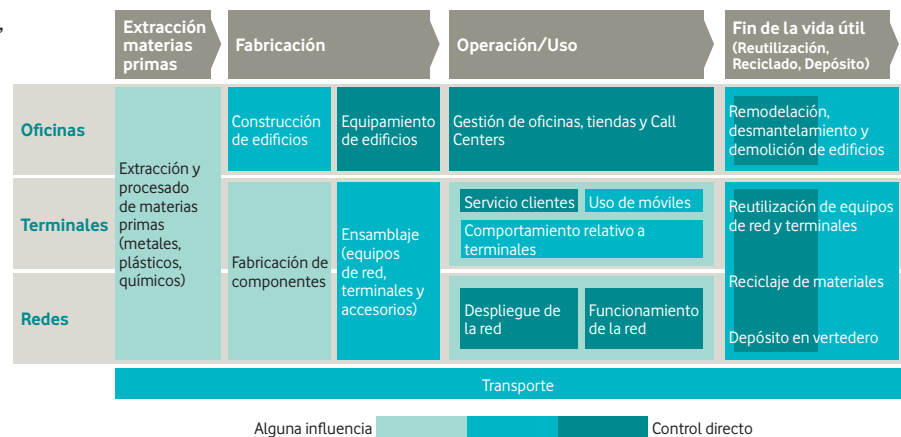 Extracción
materias
primas
Fabricación
Operación/Uso
Fin de la vida útil
(Reutilización,
Reciclado, Depósito)
Oficinas
Terminales
Redes
Extracción y
procesado
de materias
primas
(metales,
plásticos,
químicos)
Construcción
de edificios
Equipamiento
de edificios
Gestión de oficinas, tiendas y Call
Centers
Remodelación,
desmantelamiento y
demolición de edificios
Fabricación de
componentes
Ensamblaje
(equipos
de red,
terminales y
accesorios)
Servicio clientes
Uso de móviles
Comportamiento relativo a
terminales
Despliegue de
la red
Funcionamiento
de la red
Reutilización de equipos
de red y terminales
Reciclaje de materiales
Depósito en vertedero
Transporte
Alguna influencia
Control directo